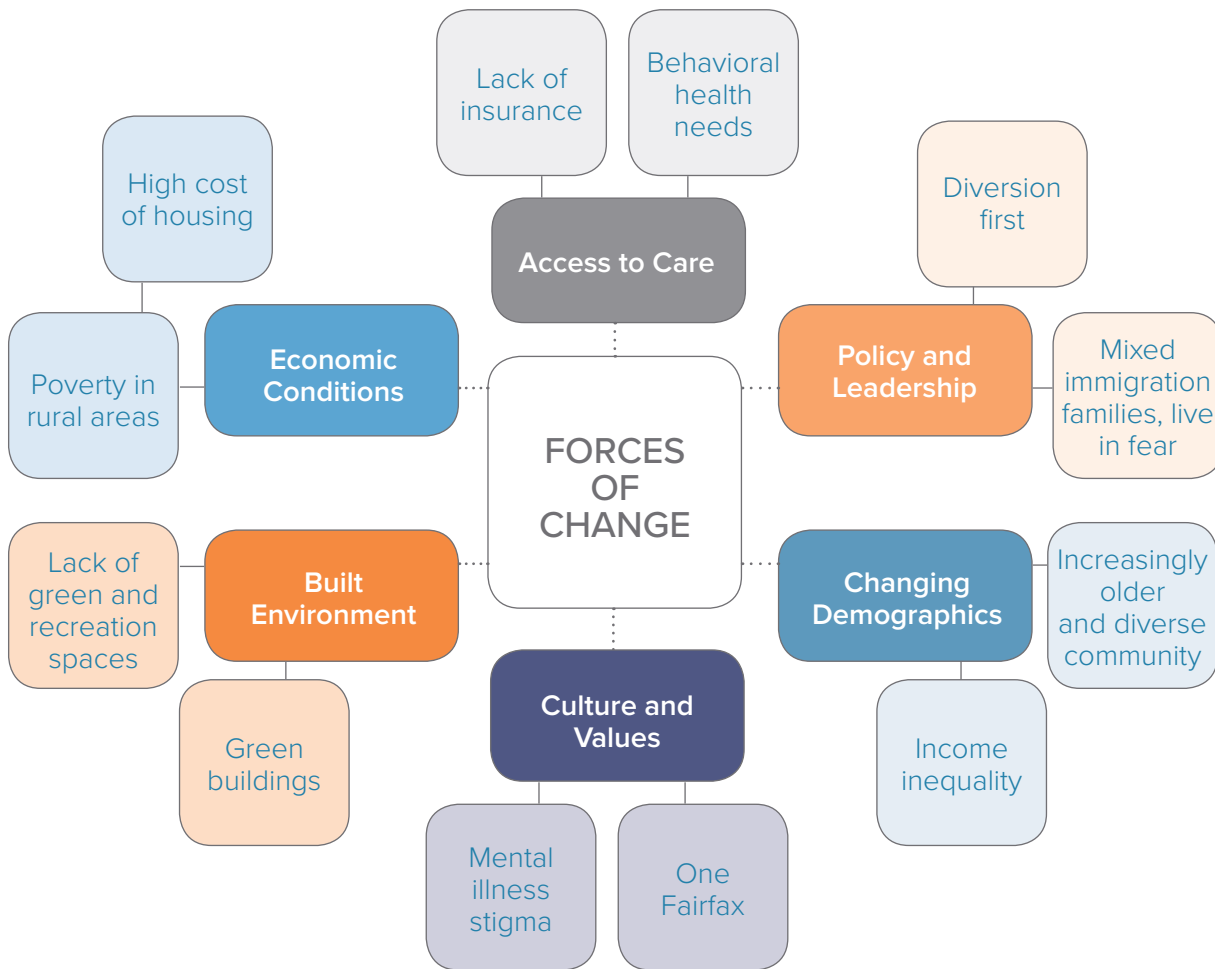 Lack of
insurance
Behavioral
health
needs
Access to Care
High cost
of housing
Poverty in
rural areas
Economic
Conditions
Diversion
first
Policy and
Leadership
Mixed
immigration
families, live
in fear
FORCES
OF
CHANGE
Lack of
green and
recreation
spaces
Built
Environment
Green
buildings
Changing
Demographics
Increasingly
older
and diverse
community
Income
inequality
Culture and
Values
Mental
illness
stigma
One
Fairfax